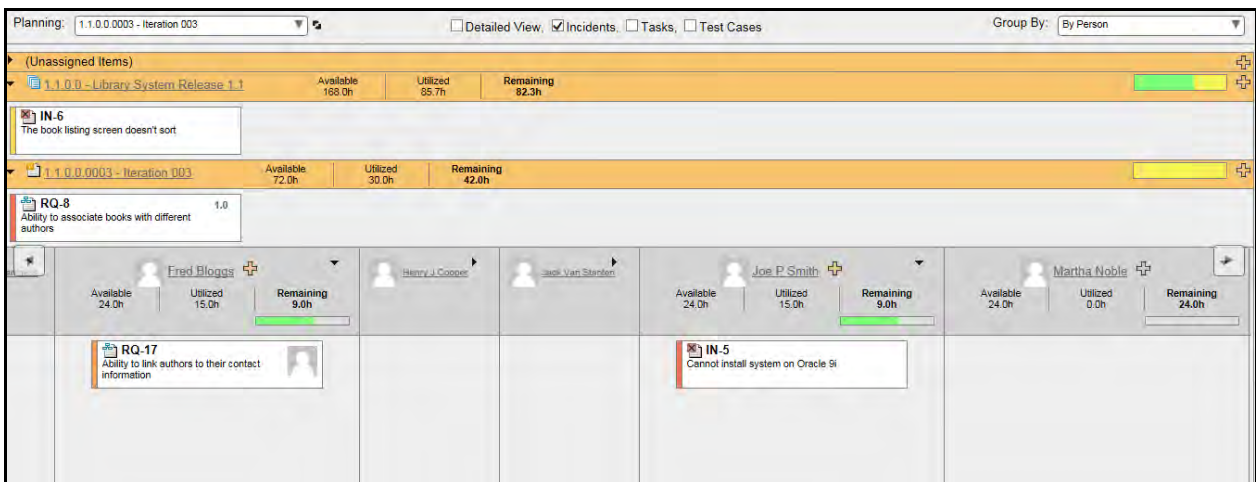 Planning: 1.1.0.0.0003 - Iteration 003 Detailed View, Incidents, Tasks, Test Cases Group By: By Person
(Unassigned Items)
1.1.0.0 - Library System Release 1.1 Available Utilized Remaining
168.0h 85.7h 82.3h
IN-6
The book listing screen doesn't sort
1.1.0.0.0003 - Iteration 003 Available Utilized Remaining
72.0h 30.0h 42.0h
RQ-8 1.0
Ability to associate books with different
authors
Fred Bloggs Henry J Cooper Jack Van Stanten Joe P Smith Martha Noble
Available Utilized Remaining Available Utilized Remaining Available Utilized Remaining
24.0h 15.0h 9.0h 24.0h 15.0h 9.0h 24.0h 0.0h 24.0h
RQ-17 IN-5
Ability to link authors to their contact Cannot install system on Oracle 9i
information